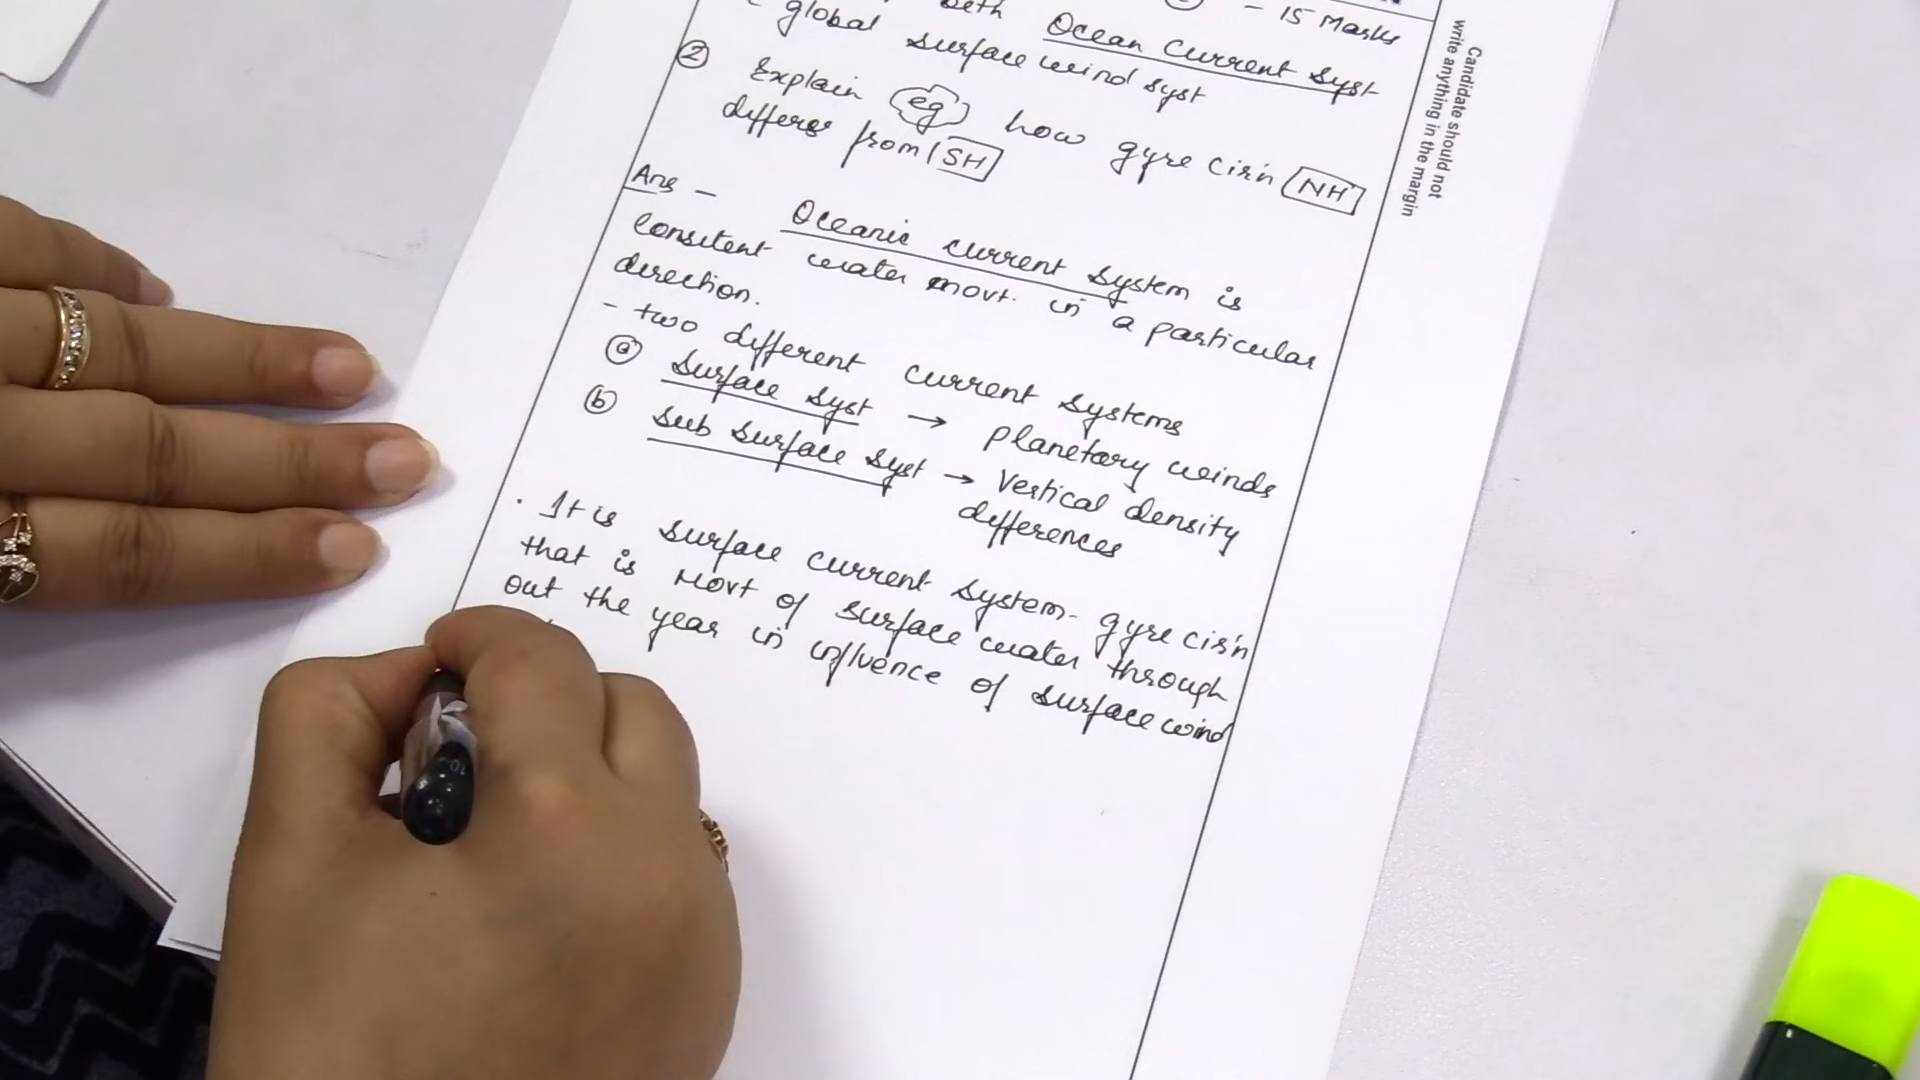 - 15 Marks
beth Ocean Current Syst
global surface wind syst
② Explain eg how gyre cir'n NH
differs from SH
Ans -
Oceanic current system is
consitent water movt. in a particular
direction.
- two different current systems
ⓐ Surface Syst → planetary winds
ⓑ Sub surface syst → Vertical density
differences
. It is surface current system - gyre cir'n
that is Movt of surface water through
out the year in influence of surface wind
Candidate should not
write anything in the margin